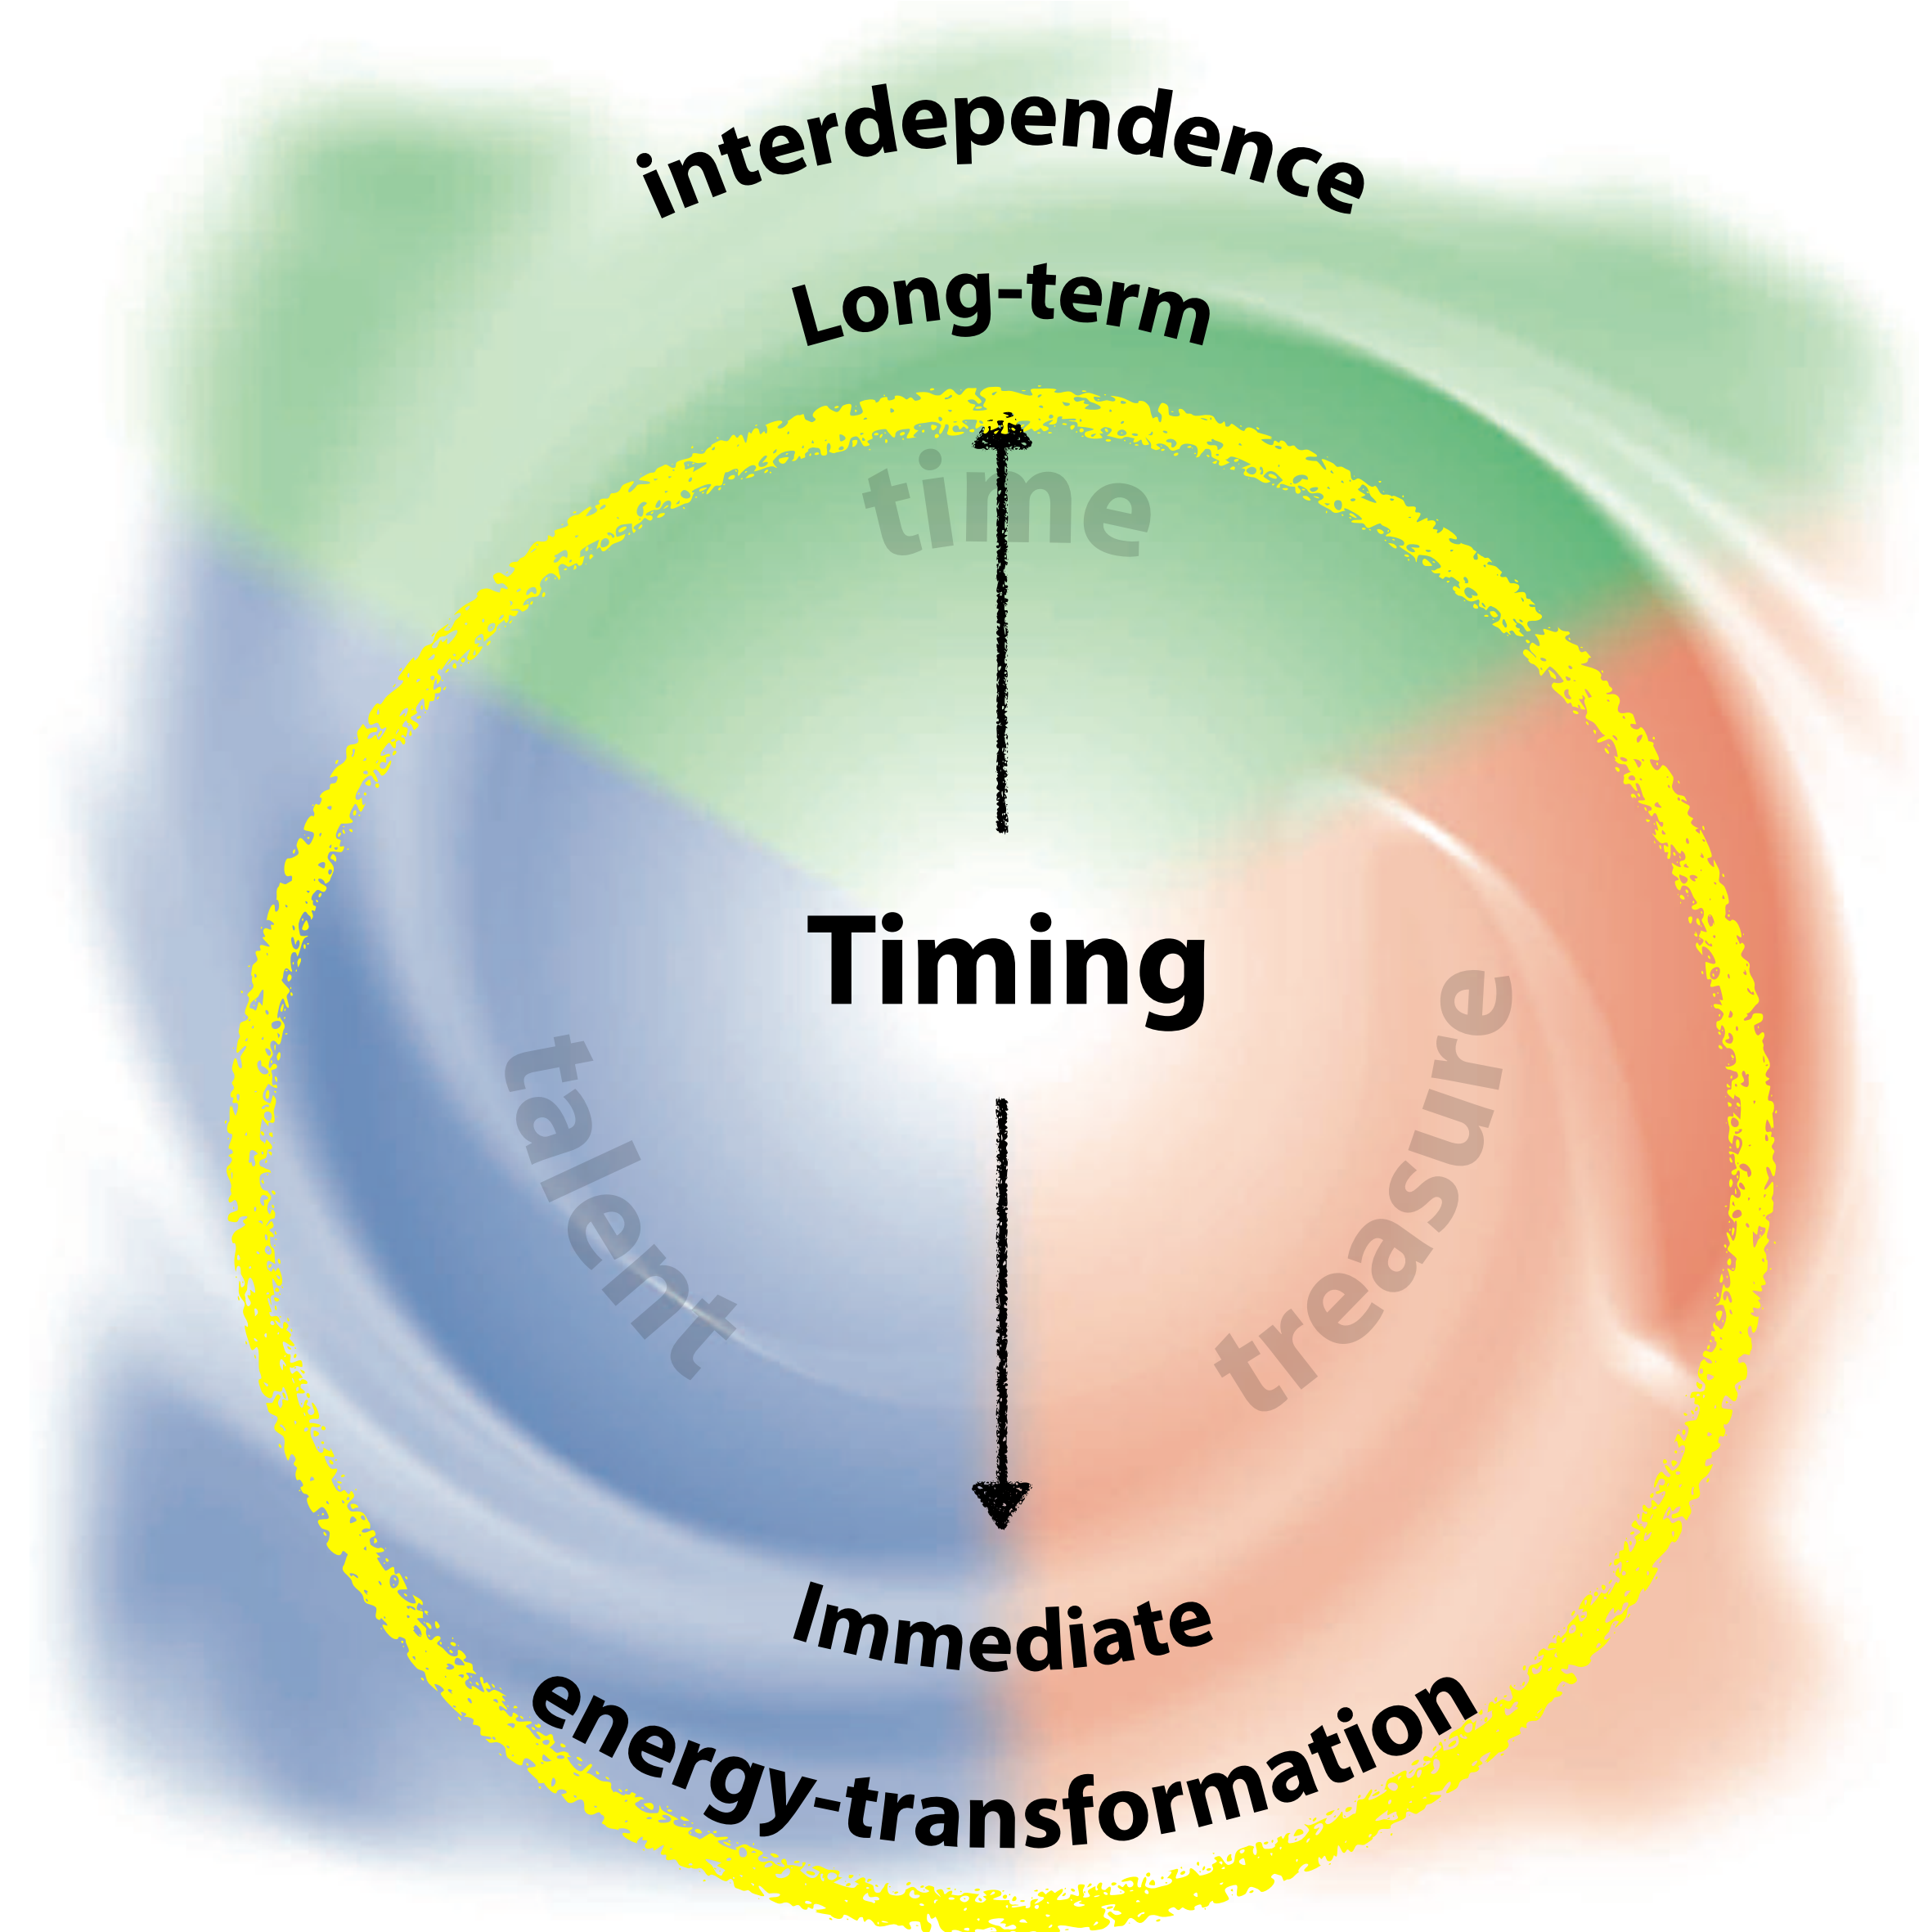 interdependence
Long-term
time
Timing
talent
treasure
Immediate
energy-transformation